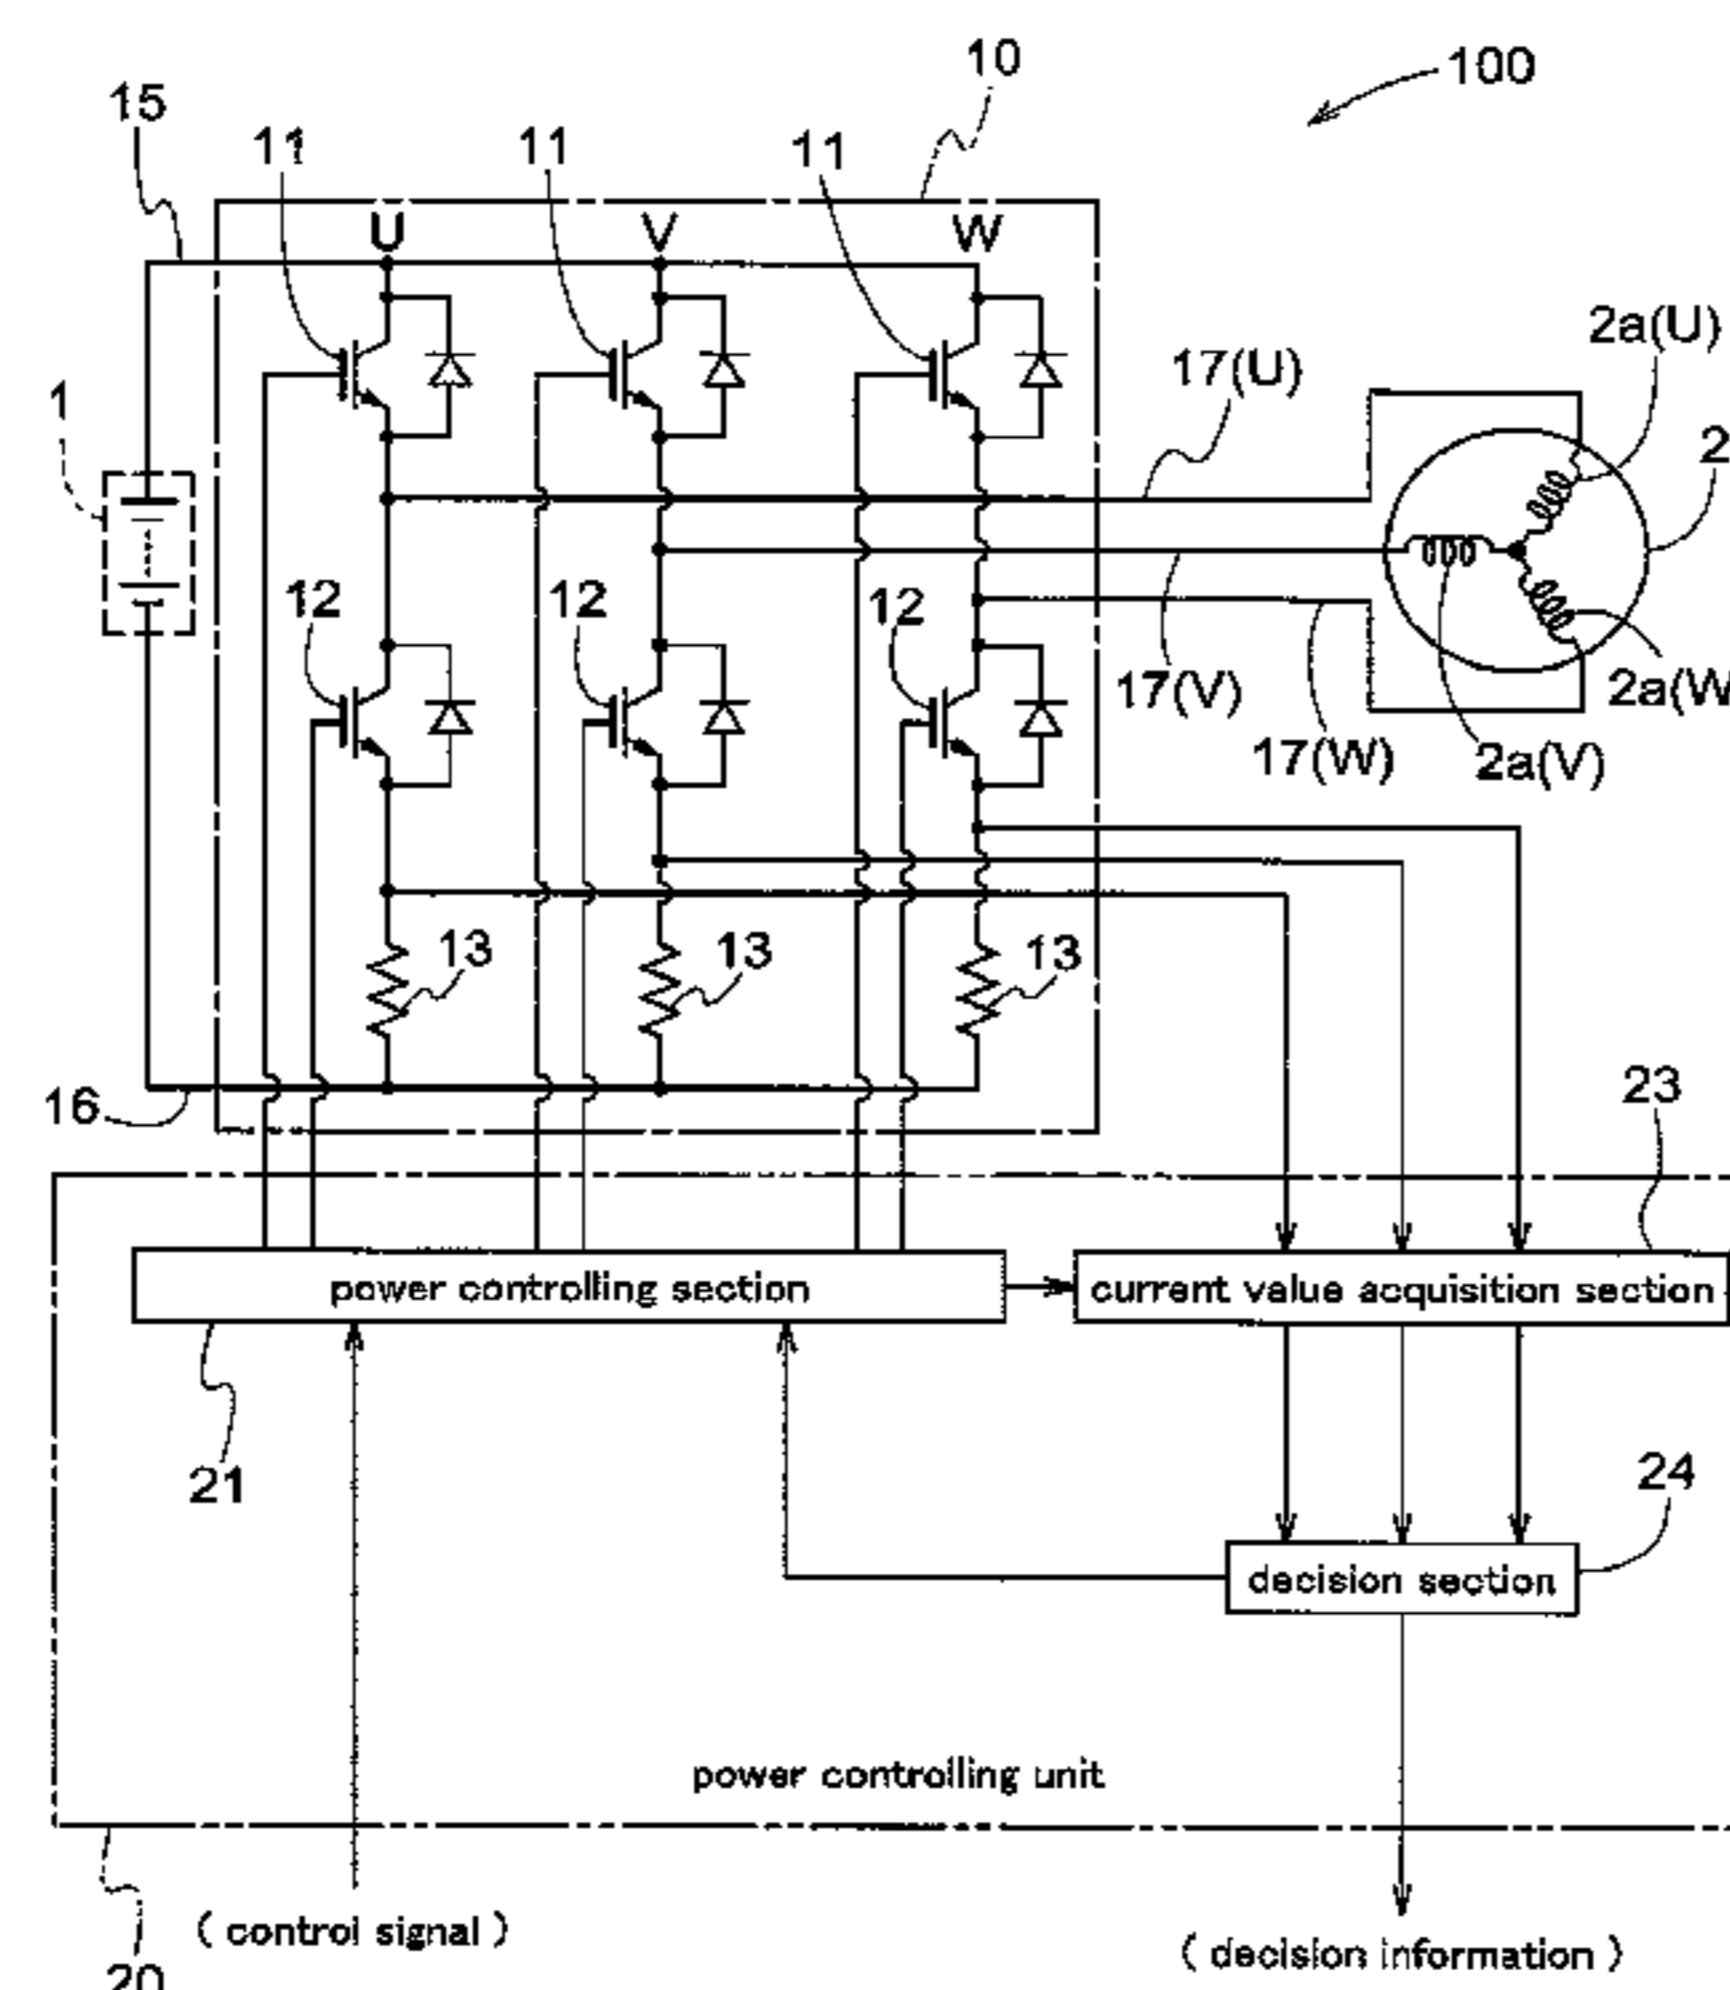 10
100
15
11
11
11
U
V
W
2a(U)
17(U)
1
2
12
12
12
17(V)
2a(W
17(W)
2a(V)
13
13
13
16
23
power controlling section
current value acquisition section
21
24
decision section
power controlling unit
( control signal )
( decision information )
20